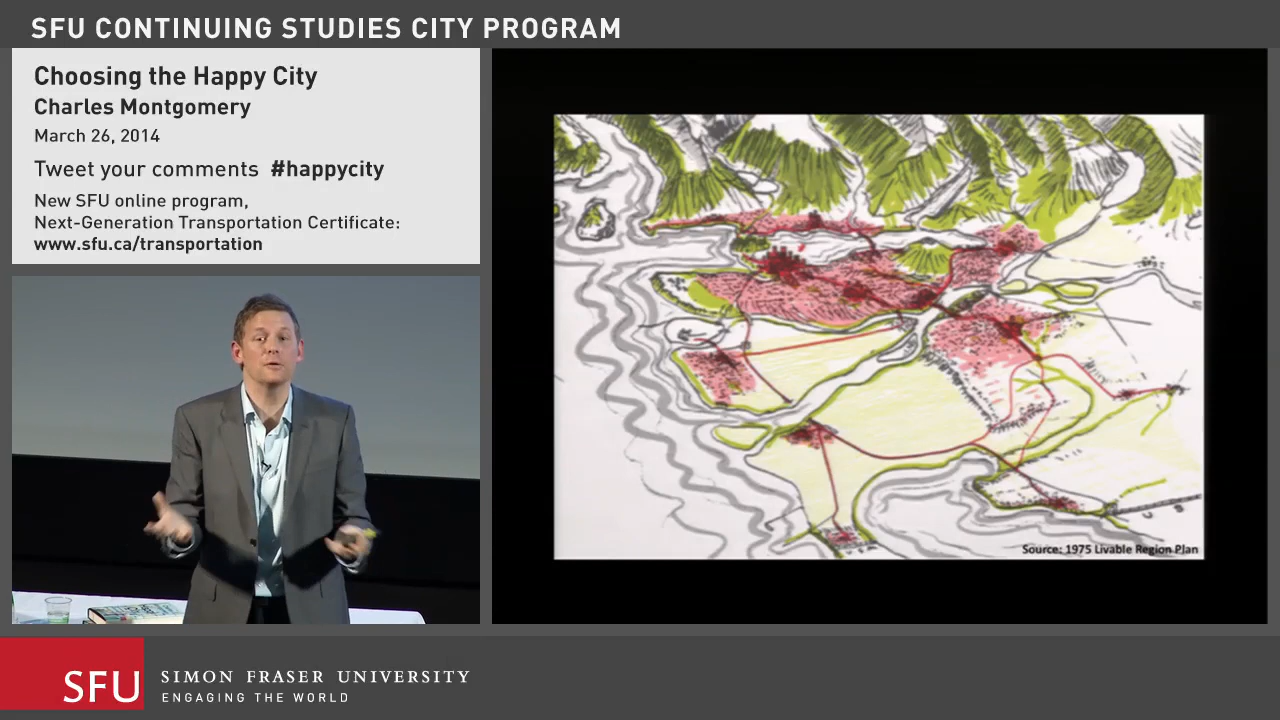 SFU CONTINUING STUDIES CITY PROGRAM
Choosing the Happy City
Charles Montgomery
March 26, 2014
Tweet your comments #happycity
New SFU online program,
Next-Generation Transportation Certificate:
www.sfu.ca/transportation
Source: 1975 Livable Region Plan
SFU
SIMON FRASER UNIVERSITY
ENGAGING THE WORLD